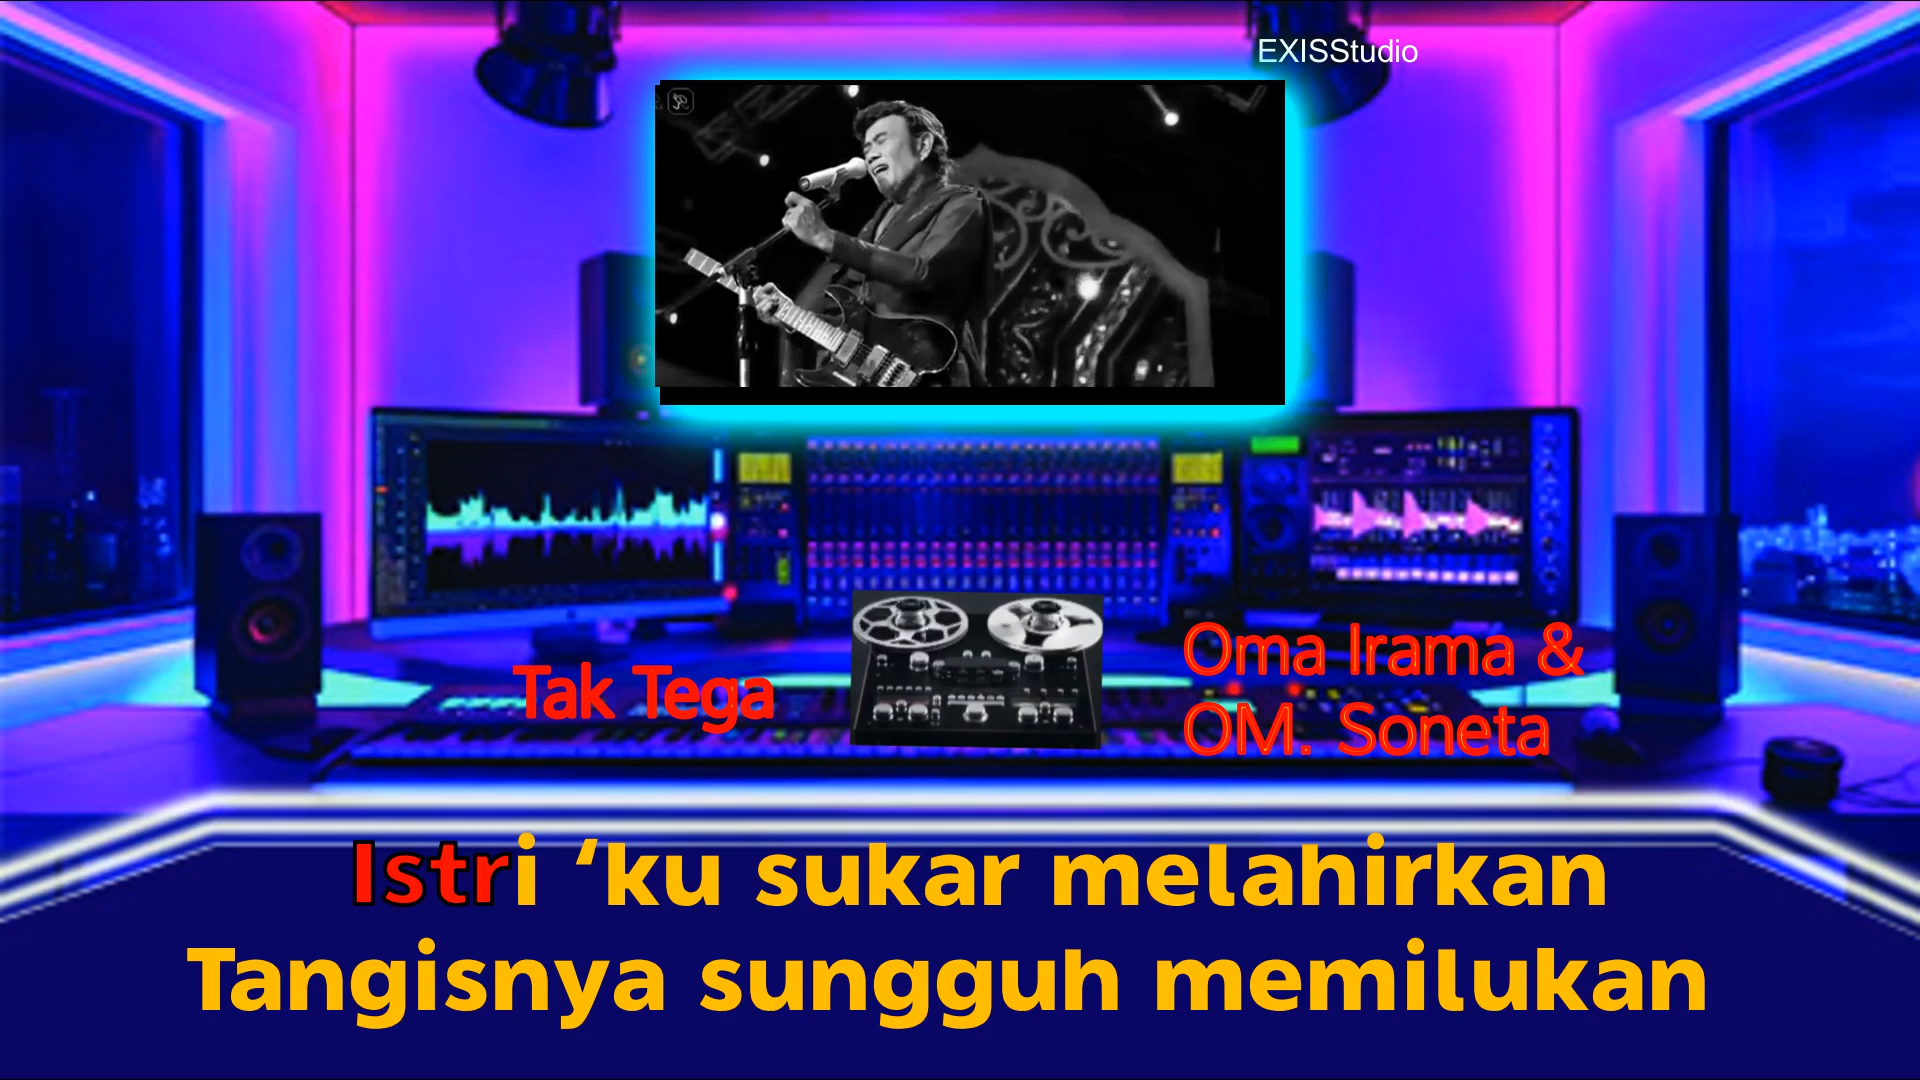 EXISStudio
Tak Tega
Oma Irama &
OM. Soneta
Istri ‘ku sukar melahirkan
Tangisnya sungguh memilukan